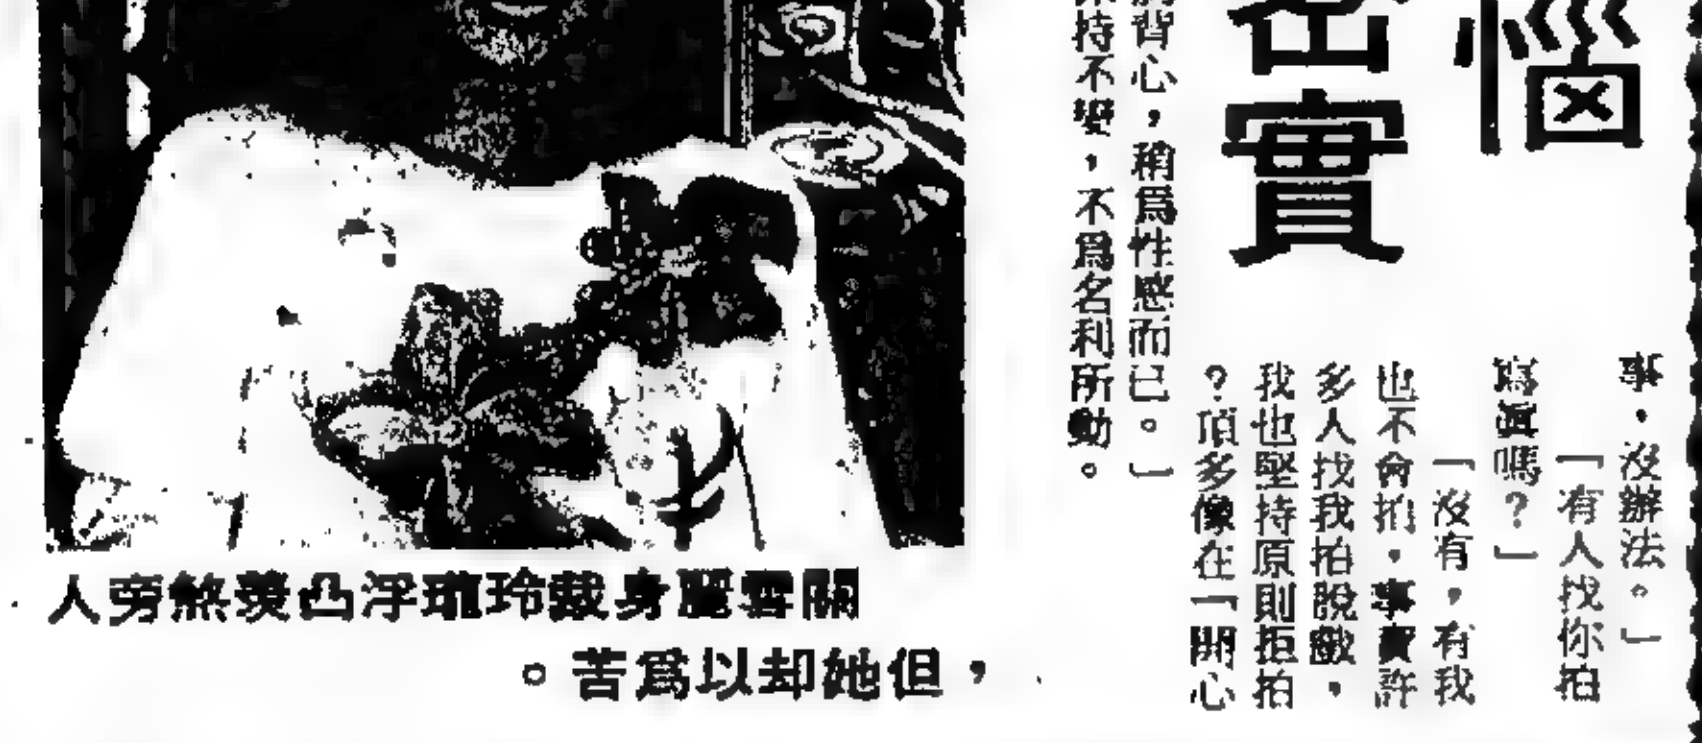 惱
實
事,沒辦法。」
「有人找你拍
寫眞嗎?」
「沒有,有我
也不會拍,事實許
多人找我拍脫戲,
我也堅持原則拒拍
?頂多像在「開心
背心,稍爲性感而已。」
持不變,不爲名利所動。
關雲麗身戲玲瓏浮凸羨煞旁人
,但她却以爲苦。